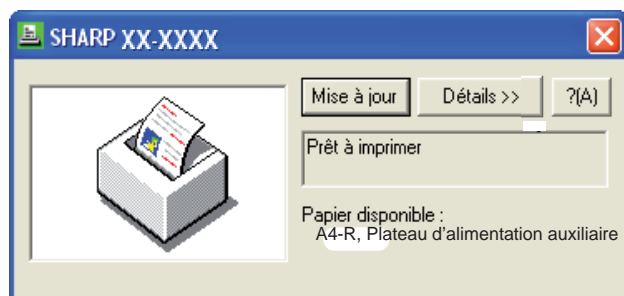 SHARP XX-XXXX
Mise à jour
Détails >>
?(A)
Prêt à imprimer
Papier disponible :
A4-R, Plateau d'alimentation auxiliaire